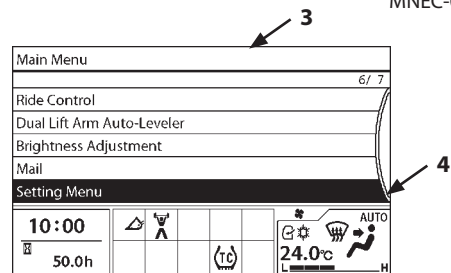 MNEC-
3
Main Menu
6/ 7
Ride Control
Dual Lift Arm Auto-Leveler
Brightness Adjustment
Mail
Setting Menu
4
10:00
50.0h
TC
AUTO
24.0℃
L H